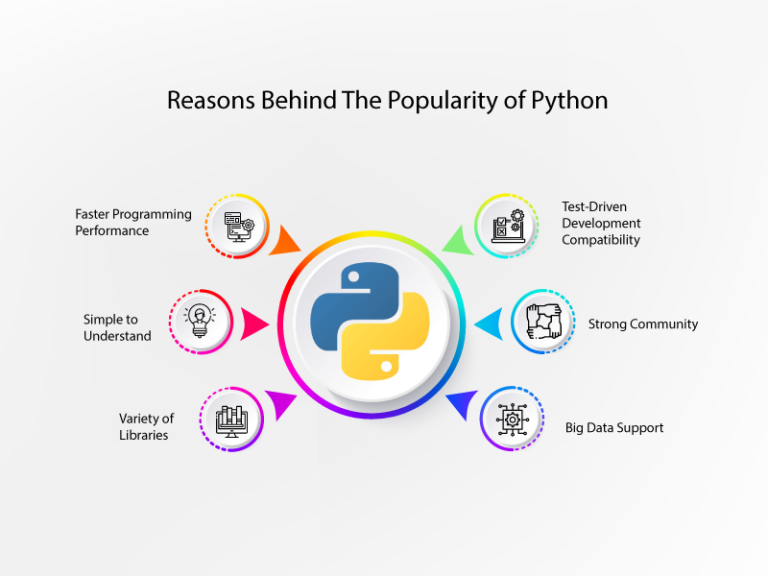 Reasons Behind The Popularity of Python
Faster Programming
Performance
Simple to
Understand
Variety of
Libraries
Test-Driven
Development
Compatibility
Strong Community
Big Data Support